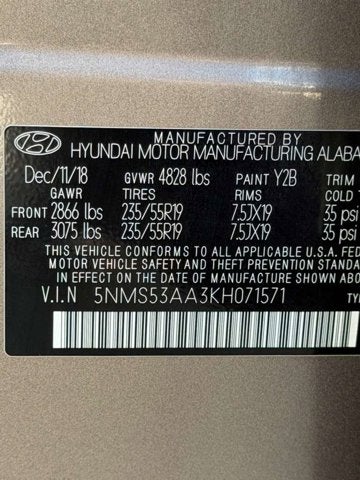 MANUFACTURED BY
HYUNDAI MOTOR MANUFACTURING ALABA
Dec/11/18 GVWR 4828 lbs PAINT Y2B TRIM
GAWR TIRES RIMS COLD T
FRONT 2866 lbs 235/55R19 7.5JX19 35 psi
REAR 3075 lbs 235/55R19 7.5JX19 35 psi
THIS VEHICLE CONFORMS TO ALL APPLICABLE U.S.A. FED
MOTOR VEHICLE SAFETY AND THEFT PREVENTION STANDAR
IN EFFECT ON THE DATE OF MANUFACTURE SHOWN ABOV
V.I.N 5NMS53AA3KH071571
TY